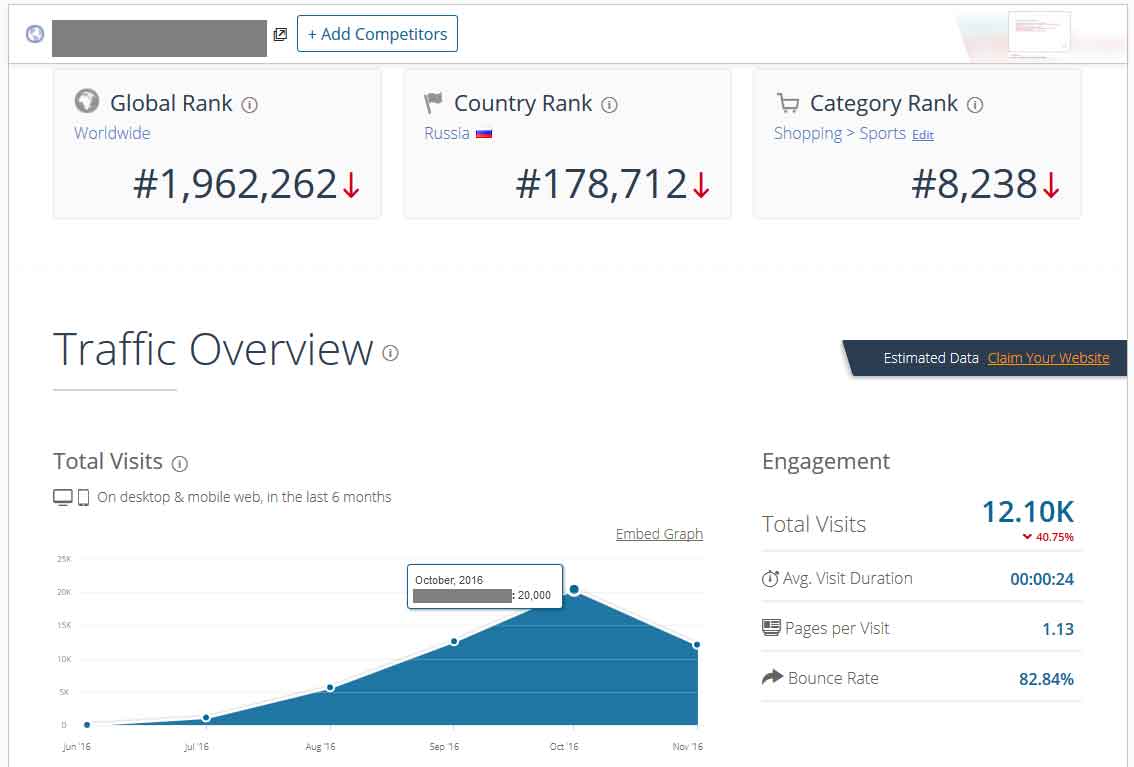 + Add Competitors
Global Rank
Worldwide
#1,962,262
Country Rank
Russia
#178,712
Category Rank
Shopping > Sports Edit
#8,238
Traffic Overview
Estimated Data Claim Your Website
Total Visits
On desktop & mobile web, in the last 6 months
Embed Graph
25K
20K
15K
10K
5K
0
October, 2016
: 20,000
Jun '16
Jul '16
Aug '16
Sep '16
Oct '16
Nov '16
Engagement
Total Visits
12.10K
40.75%
Avg. Visit Duration
00:00:24
Pages per Visit
1.13
Bounce Rate
82.84%